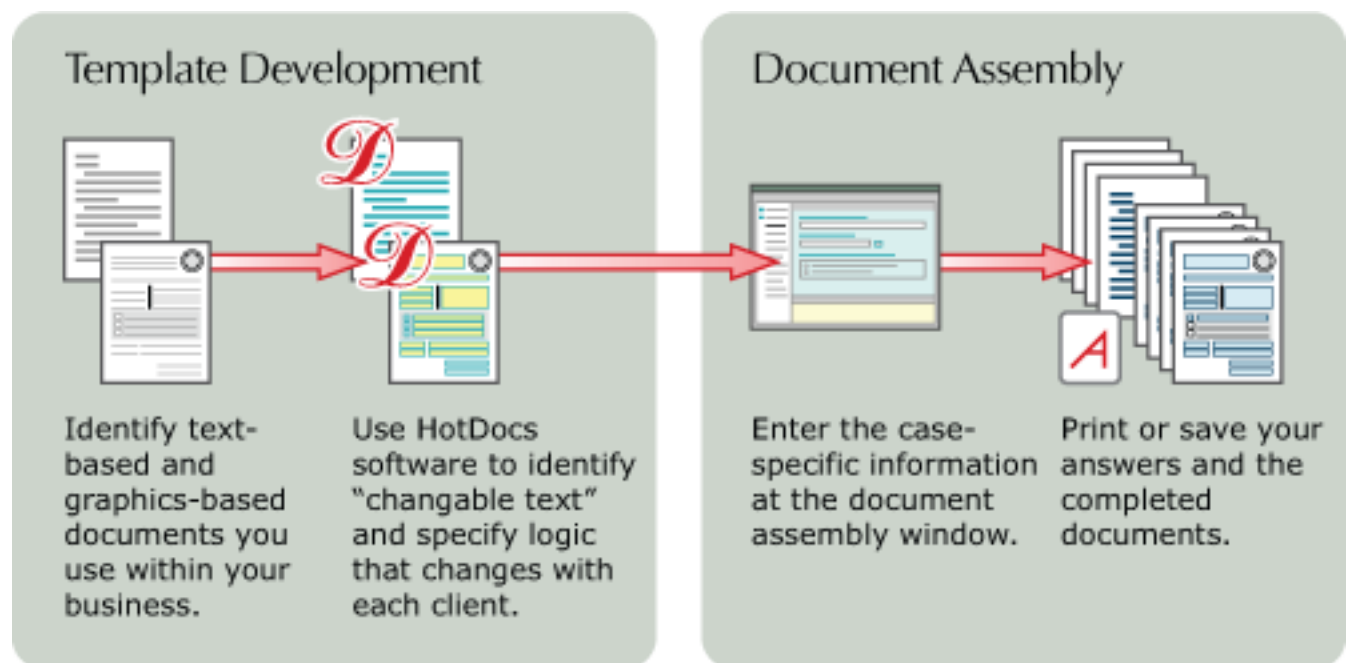 Template Development
Identify text-
based and
graphics-based
documents you
use within your
business.
Use HotDocs
software to identify
“changable text”
and specify logic
that changes with
each client.
Document Assembly
Enter the case-
specific information
at the document
assembly window.
Print or save your
answers and the
completed
documents.
D
D
A